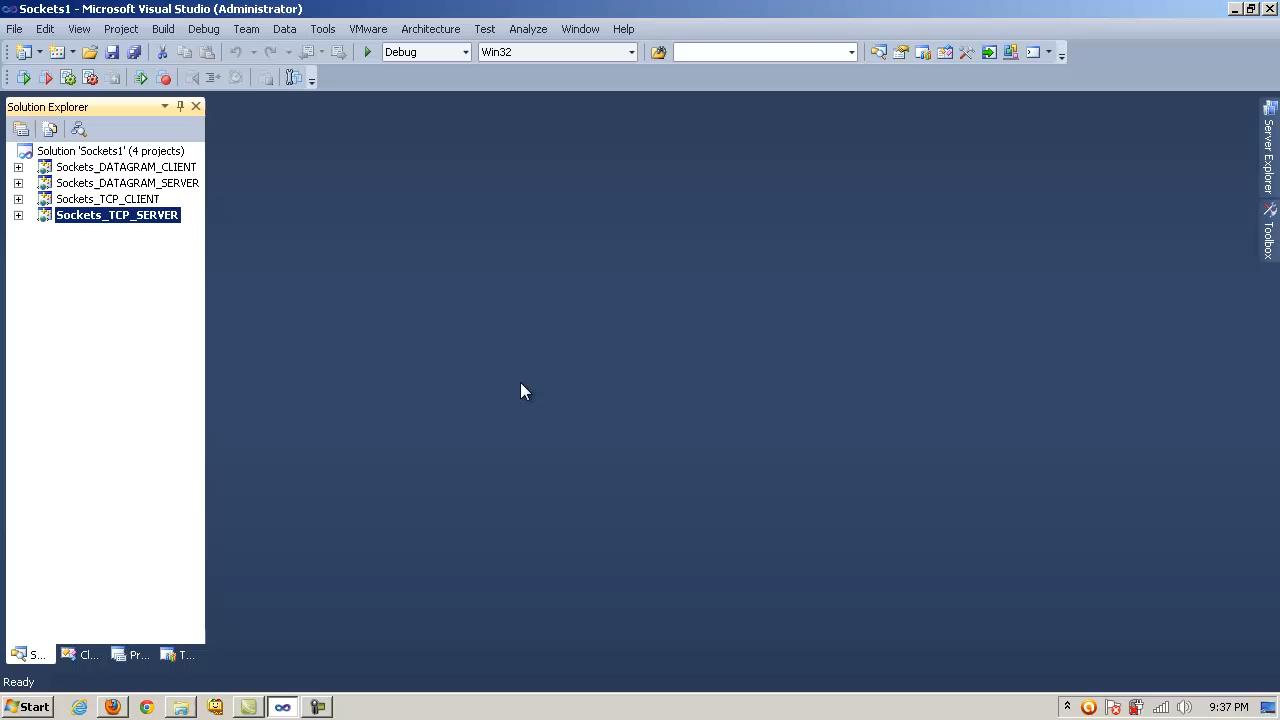 Sockets1 - Microsoft Visual Studio (Administrator)
File Edit View Project Build Debug Team Data Tools VMware Architecture Test Analyze Window Help
Debug Win32
Solution Explorer
Solution 'Sockets1' (4 projects)
Sockets_DATAGRAM_CLIENT
Sockets_DATAGRAM_SERVER
Sockets_TCP_CLIENT
Sockets_TCP_SERVER
Server Explorer
Toolbox
S... Cl... Pr... T...
Ready
Start 9:37 PM